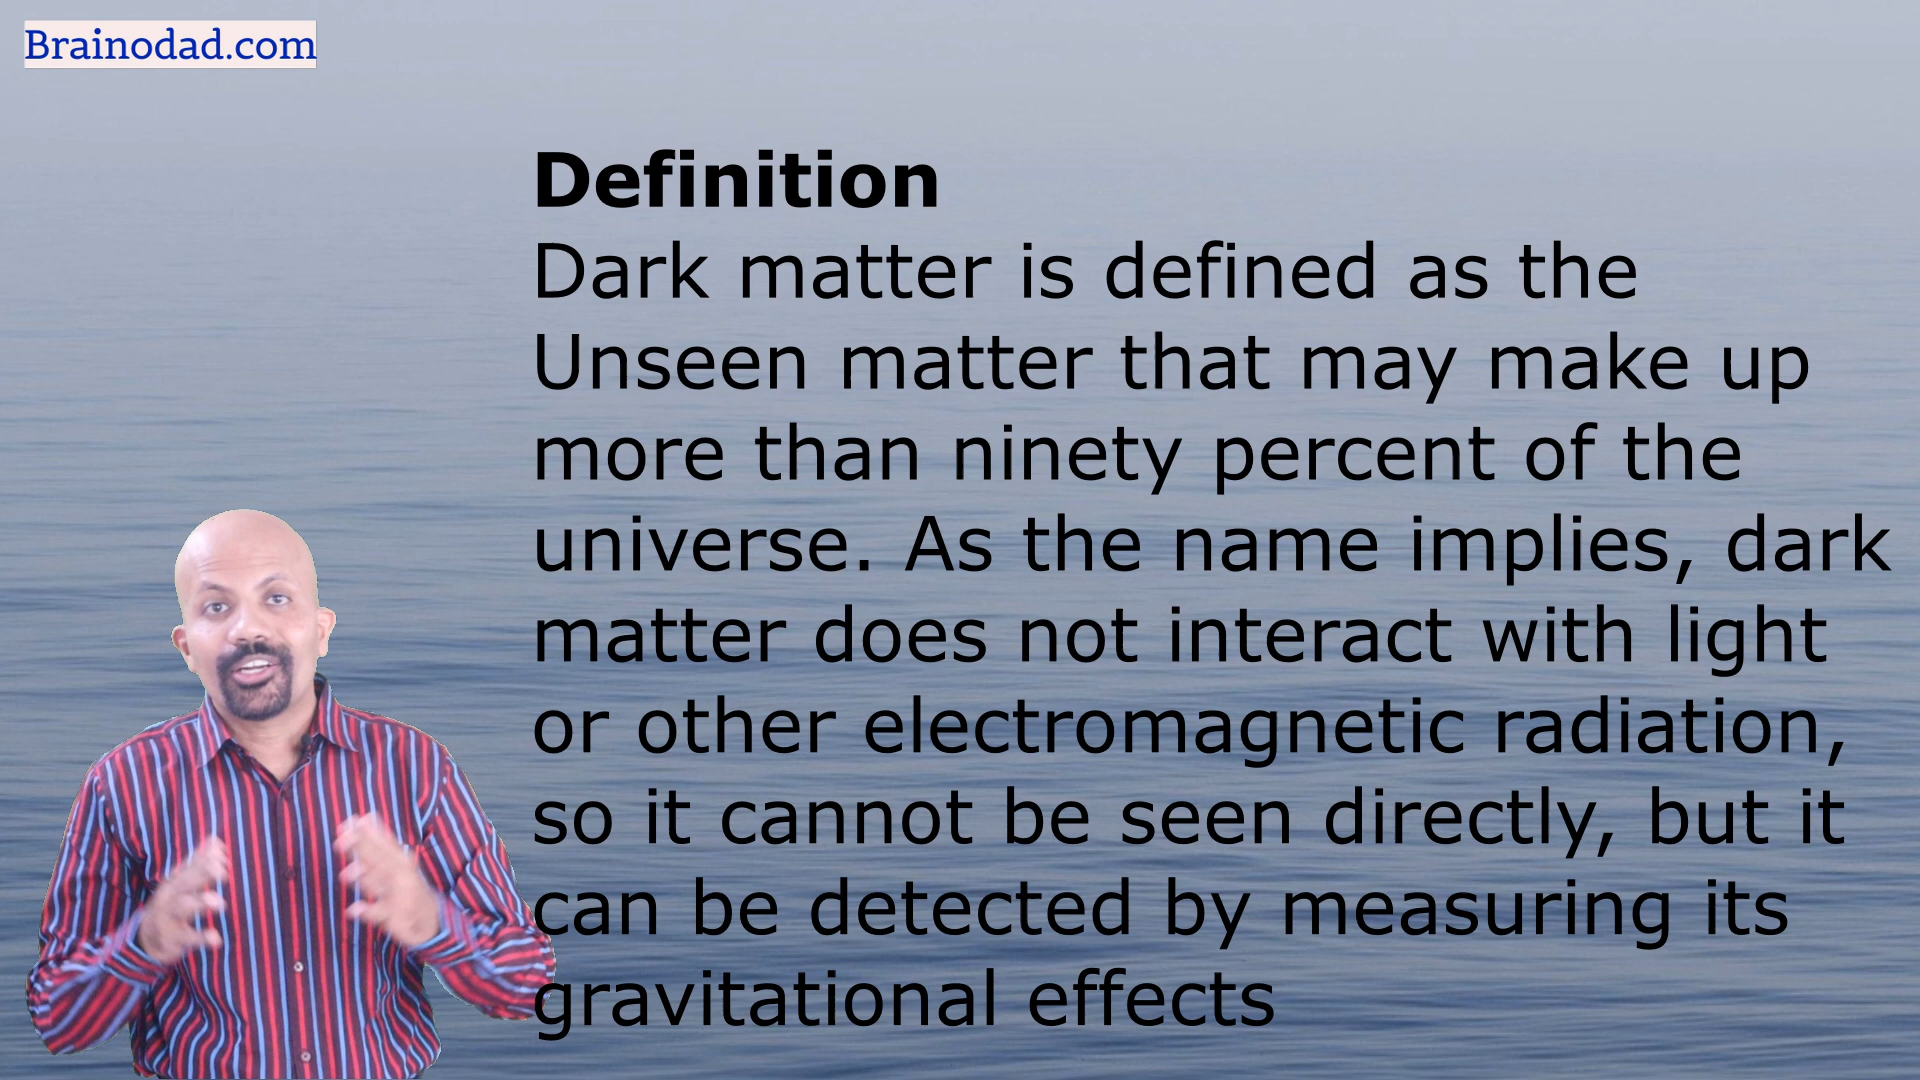 Brainodad.com
Definition
Dark matter is defined as the
Unseen matter that may make up
more than ninety percent of the
universe. As the name implies, dark
matter does not interact with light
or other electromagnetic radiation,
so it cannot be seen directly, but it
can be detected by measuring its
gravitational effects